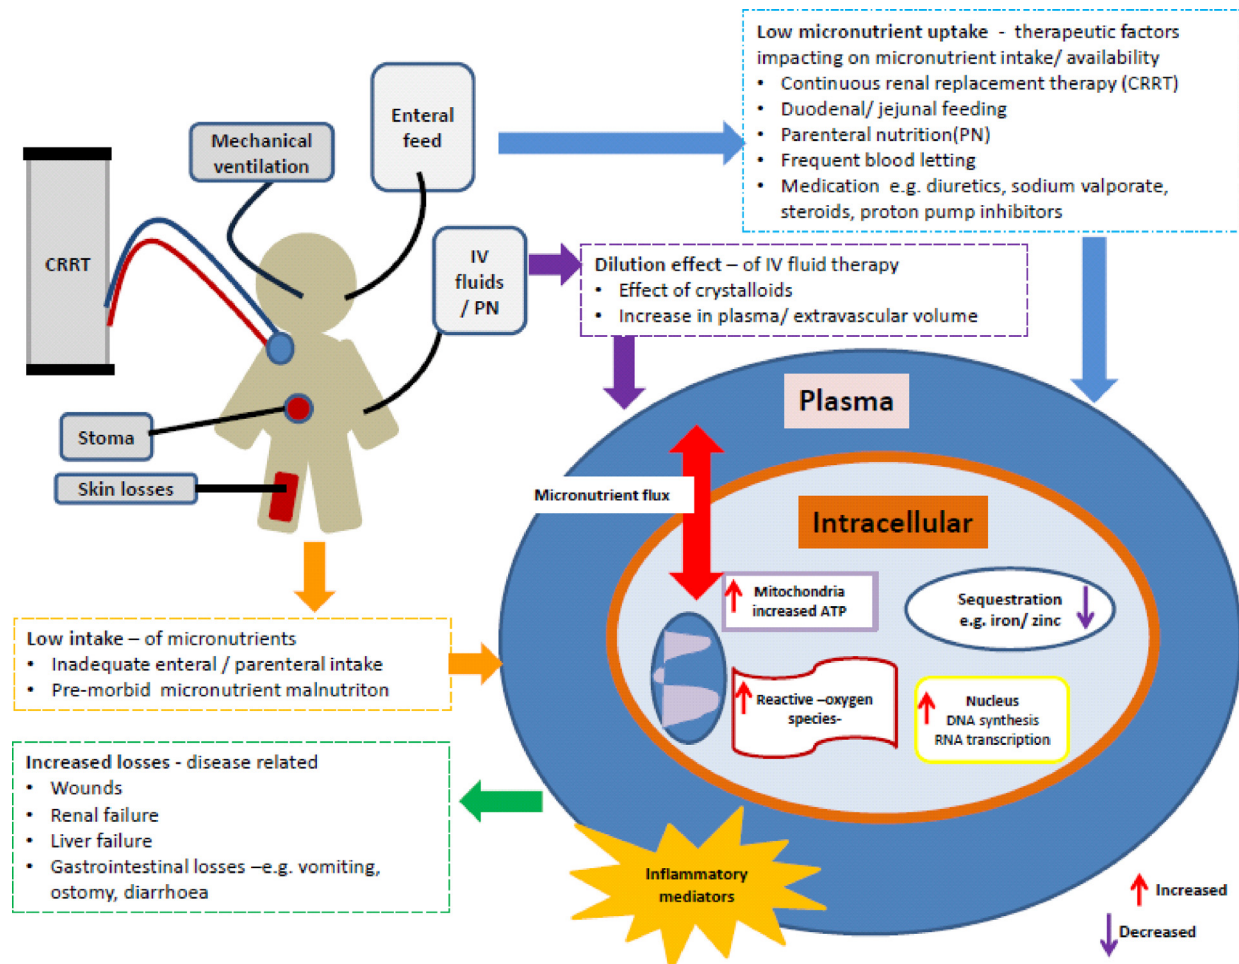 Low micronutrient uptake - therapeutic factors
impacting on micronutrient intake/ availability
• Continuous renal replacement therapy (CRRT)
• Duodenal/ jejunal feeding
• Parenteral nutrition(PN)
• Frequent blood letting
• Medication e.g. diuretics, sodium valporate,
steroids, proton pump inhibitors
Enteral
feed
Mechanical
ventilation
CRRT
IV
fluids
/ PN
Dilution effect – of IV fluid therapy
• Effect of crystalloids
• Increase in plasma/ extravascular volume
Stoma
Skin losses
Plasma
Micronutrient flux
Intracellular
Mitochondria
increased ATP
Sequestration
e.g. iron/ zinc
Reactive –oxygen
species-
Nucleus
DNA synthesis
RNA transcription
Low intake – of micronutrients
• Inadequate enteral / parenteral intake
• Pre-morbid micronutrient malnutriton
Increased losses - disease related
• Wounds
• Renal failure
• Liver failure
• Gastrointestinal losses –e.g. vomiting,
ostomy, diarrhoea
Inflammatory
mediators
Increased
Decreased